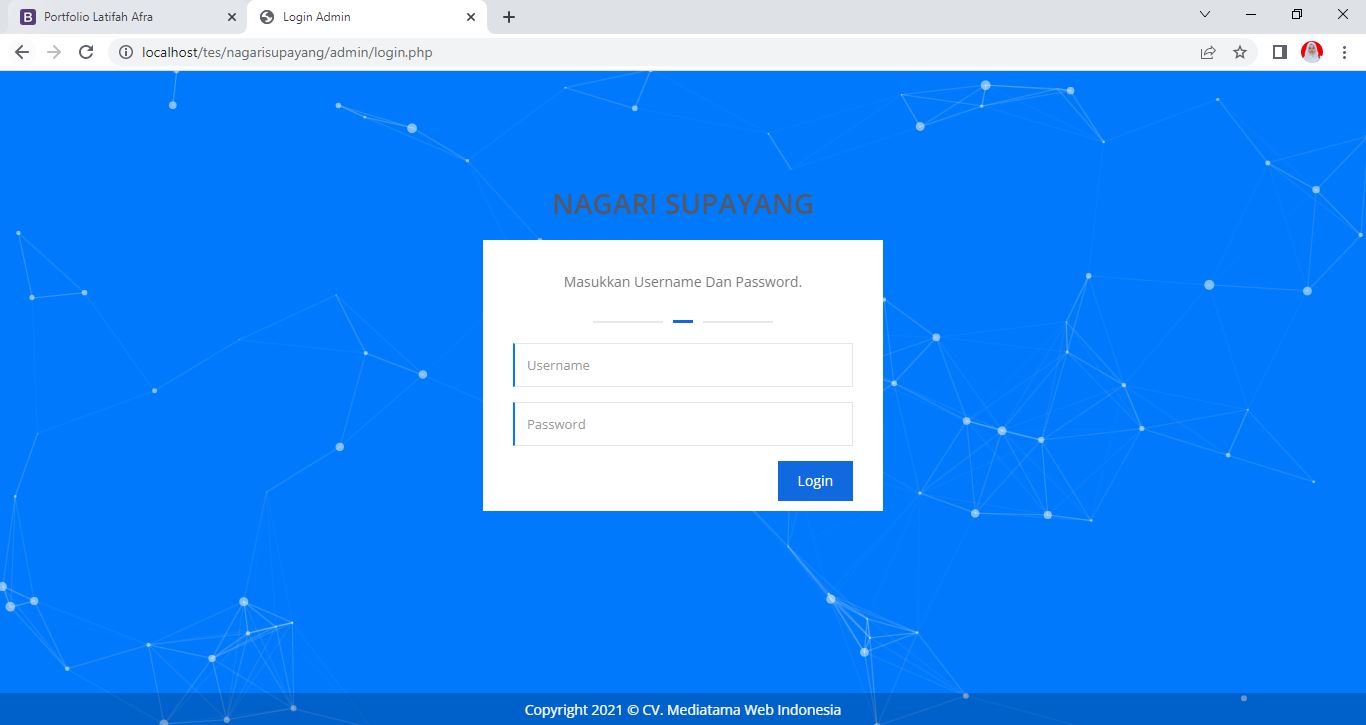 Portfolio Latifah Afra
Login Admin
localhost/tes/nagarisupayang/admin/login.php
NAGARI SUPAYANG
Masukkan Username Dan Password.
Username
Password
Login
Copyright 2021 © CV. Mediatama Web Indonesia